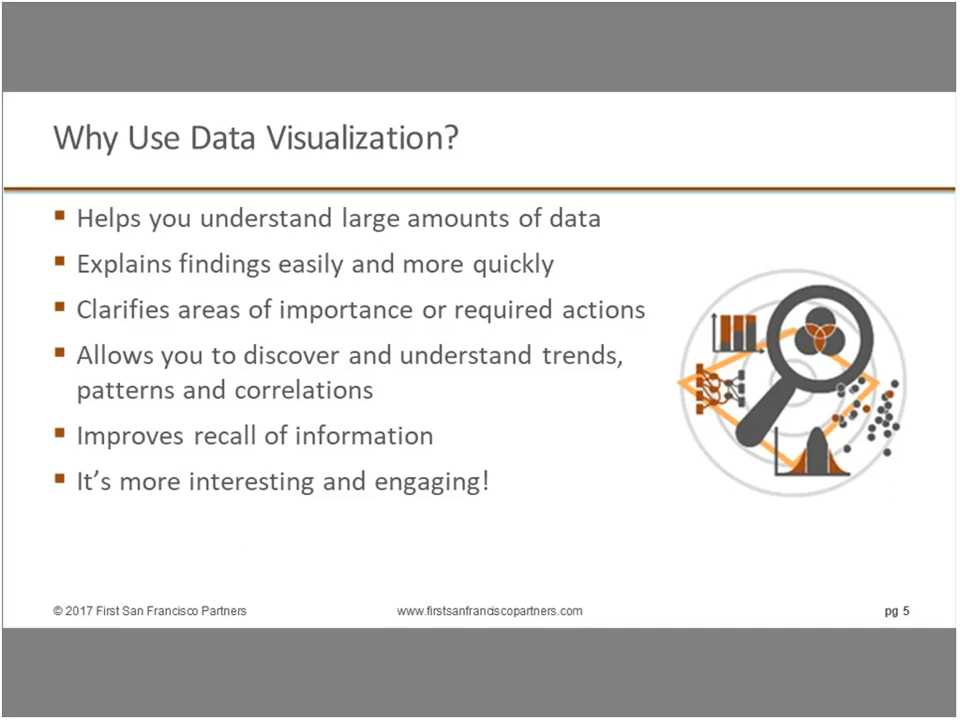 Why Use Data Visualization?
▪ Helps you understand large amounts of data
▪ Explains findings easily and more quickly
▪ Clarifies areas of importance or required actions
▪ Allows you to discover and understand trends,
patterns and correlations
▪ Improves recall of information
▪ It’s more interesting and engaging!
© 2017 First San Francisco Partners
www.firstsanfranciscopartners.com
pg 5